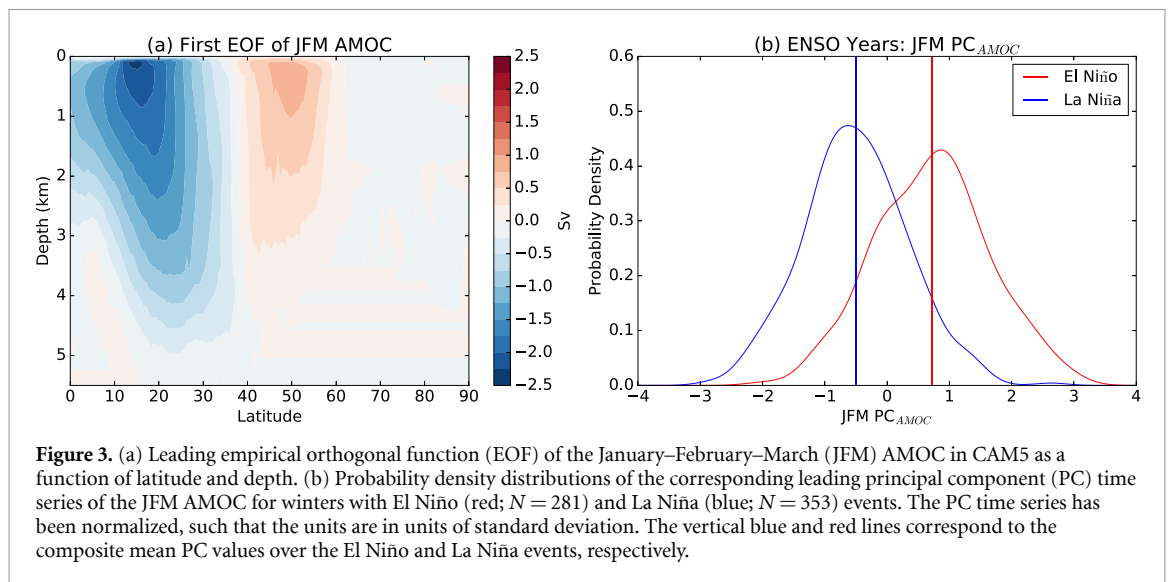 (a) First EOF of JFM AMOC
0
1
2
3
4
5
Depth (km)
0 10 20 30 40 50 60 70 80 90
Latitude
2.5
2.0
1.5
1.0
0.5
0.0
−0.5
−1.0
−1.5
−2.0
−2.5
Sv
(b) ENSO Years: JFM PC_AMOC
El Niño
La Niña
0.6
0.5
0.4
0.3
0.2
0.1
0.0
Probability Density
−4 −3 −2 −1 0 1 2 3 4
JFM PC_AMOC
Figure 3. (a) Leading empirical orthogonal function (EOF) of the January–February–March (JFM) AMOC in CAM5 as a
function of latitude and depth. (b) Probability density distributions of the corresponding leading principal component (PC) time
series of the JFM AMOC for winters with El Niño (red; N = 281) and La Niña (blue; N = 353) events. The PC time series has
been normalized, such that the units are in units of standard deviation. The vertical blue and red lines correspond to the
composite mean PC values over the El Niño and La Niña events, respectively.